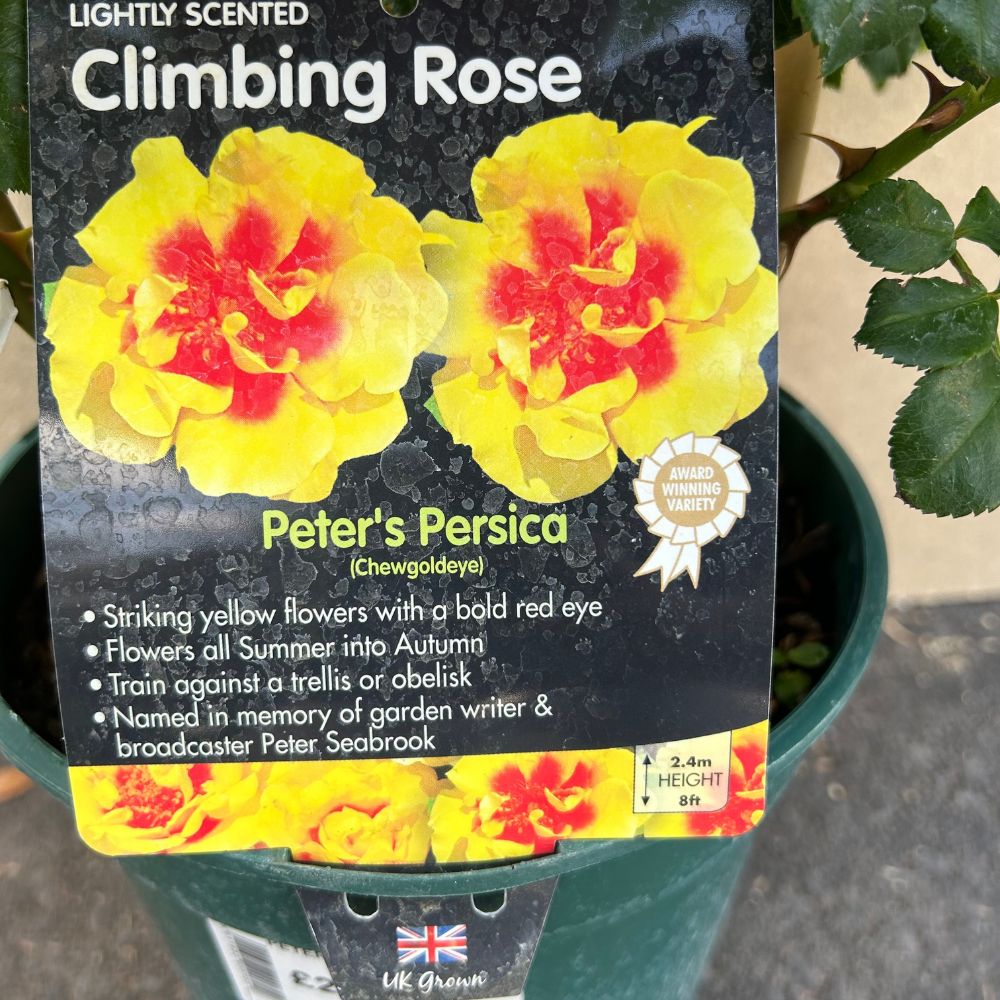 LIGHTLY SCENTED
Climbing Rose
AWARD
WINNING
VARIETY
Peter's Persica
(Chewgoldeye)
• Striking yellow flowers with a bold red eye
• Flowers all Summer into Autumn
• Train against a trellis or obelisk
• Named in memory of garden writer &
broadcaster Peter Seabrook
2.4m
HEIGHT
8ft
UK Grown